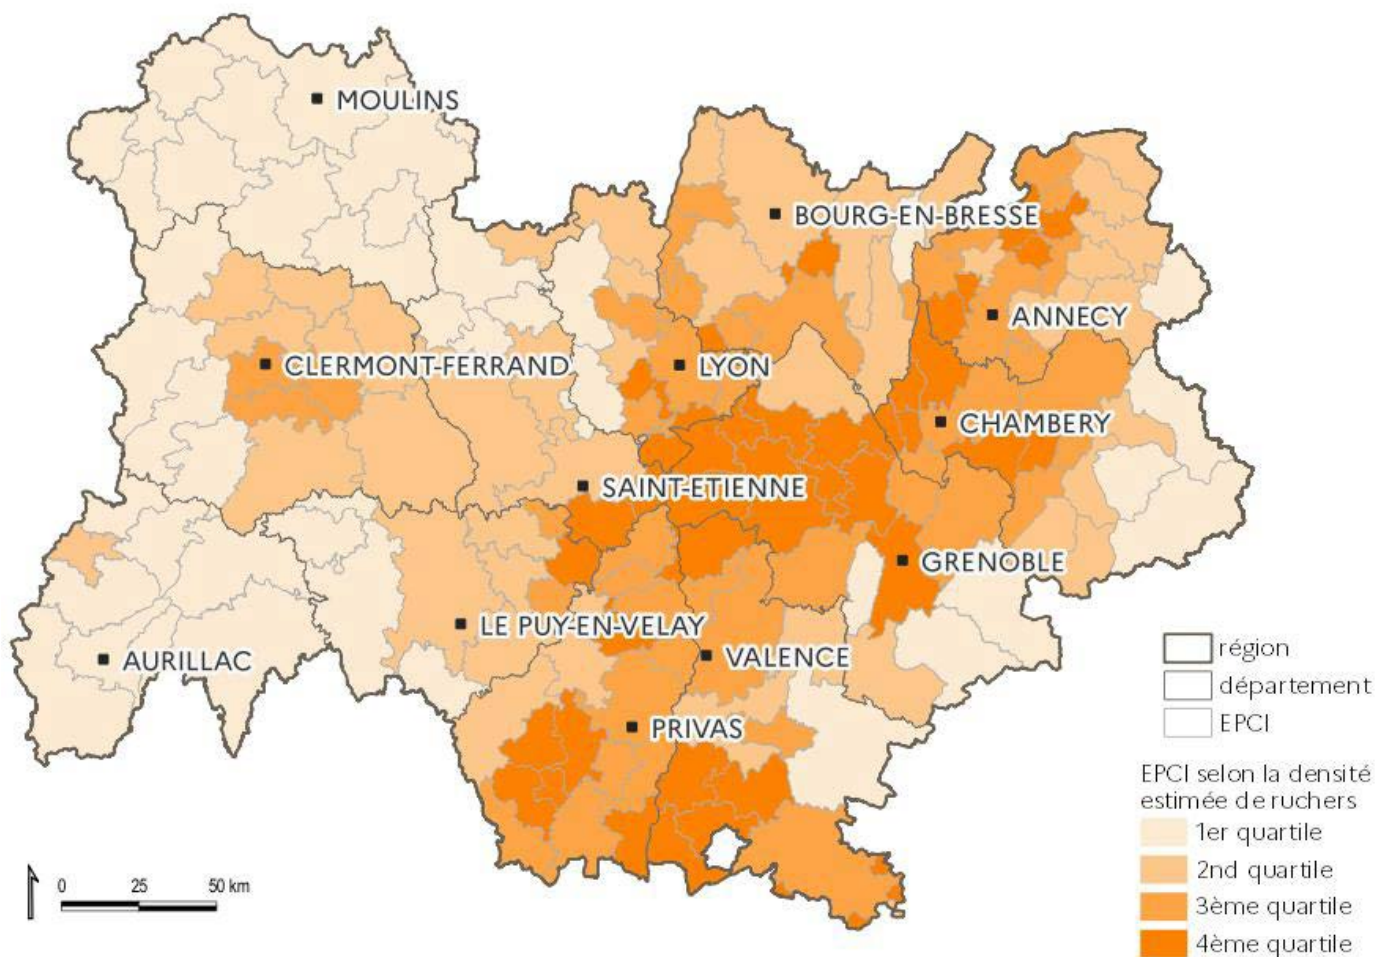 MOULINS
BOURG-EN-BRESSE
ANNECY
CLERMONT-FERRAND
LYON
CHAMBERY
SAINT-ETIENNE
GRENOBLE
LE PUY-EN-VELAY
AURILLAC
VALENCE
PRIVAS
région
département
EPCI
EPCI selon la densité
estimée de ruchers
1er quartile
2nd quartile
3ème quartile
4ème quartile
0 25 50 km